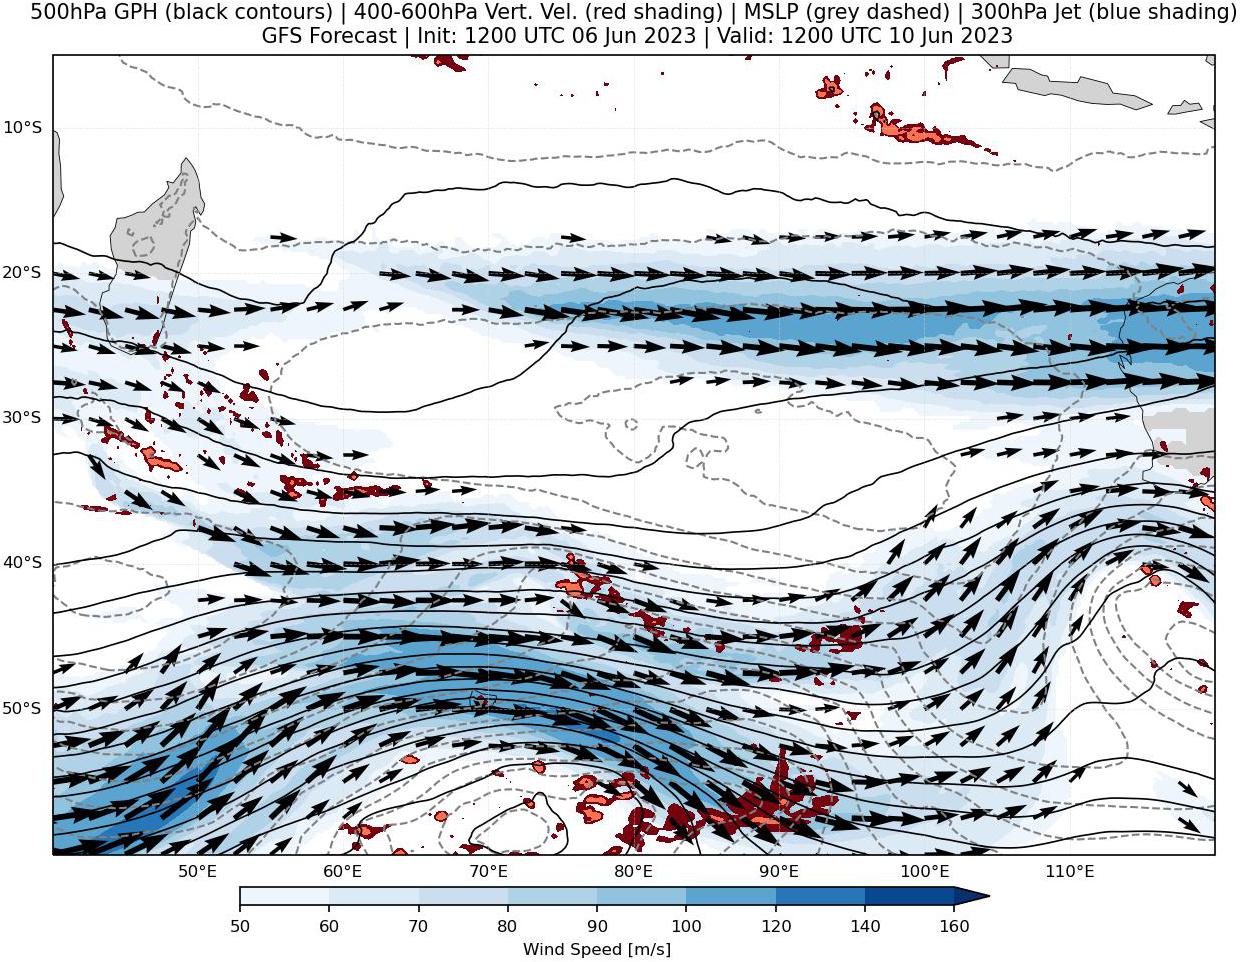 500hPa GPH (black contours) | 400-600hPa Vert. Vel. (red shading) | MSLP (grey dashed) | 300hPa Jet (blue shading)
GFS Forecast | Init: 1200 UTC 06 Jun 2023 | Valid: 1200 UTC 10 Jun 2023
10°S
20°S
30°S
40°S
50°S
50°E 60°E 70°E 80°E 90°E 100°E 110°E
50 60 70 80 90 100 120 140 160
Wind Speed [m/s]